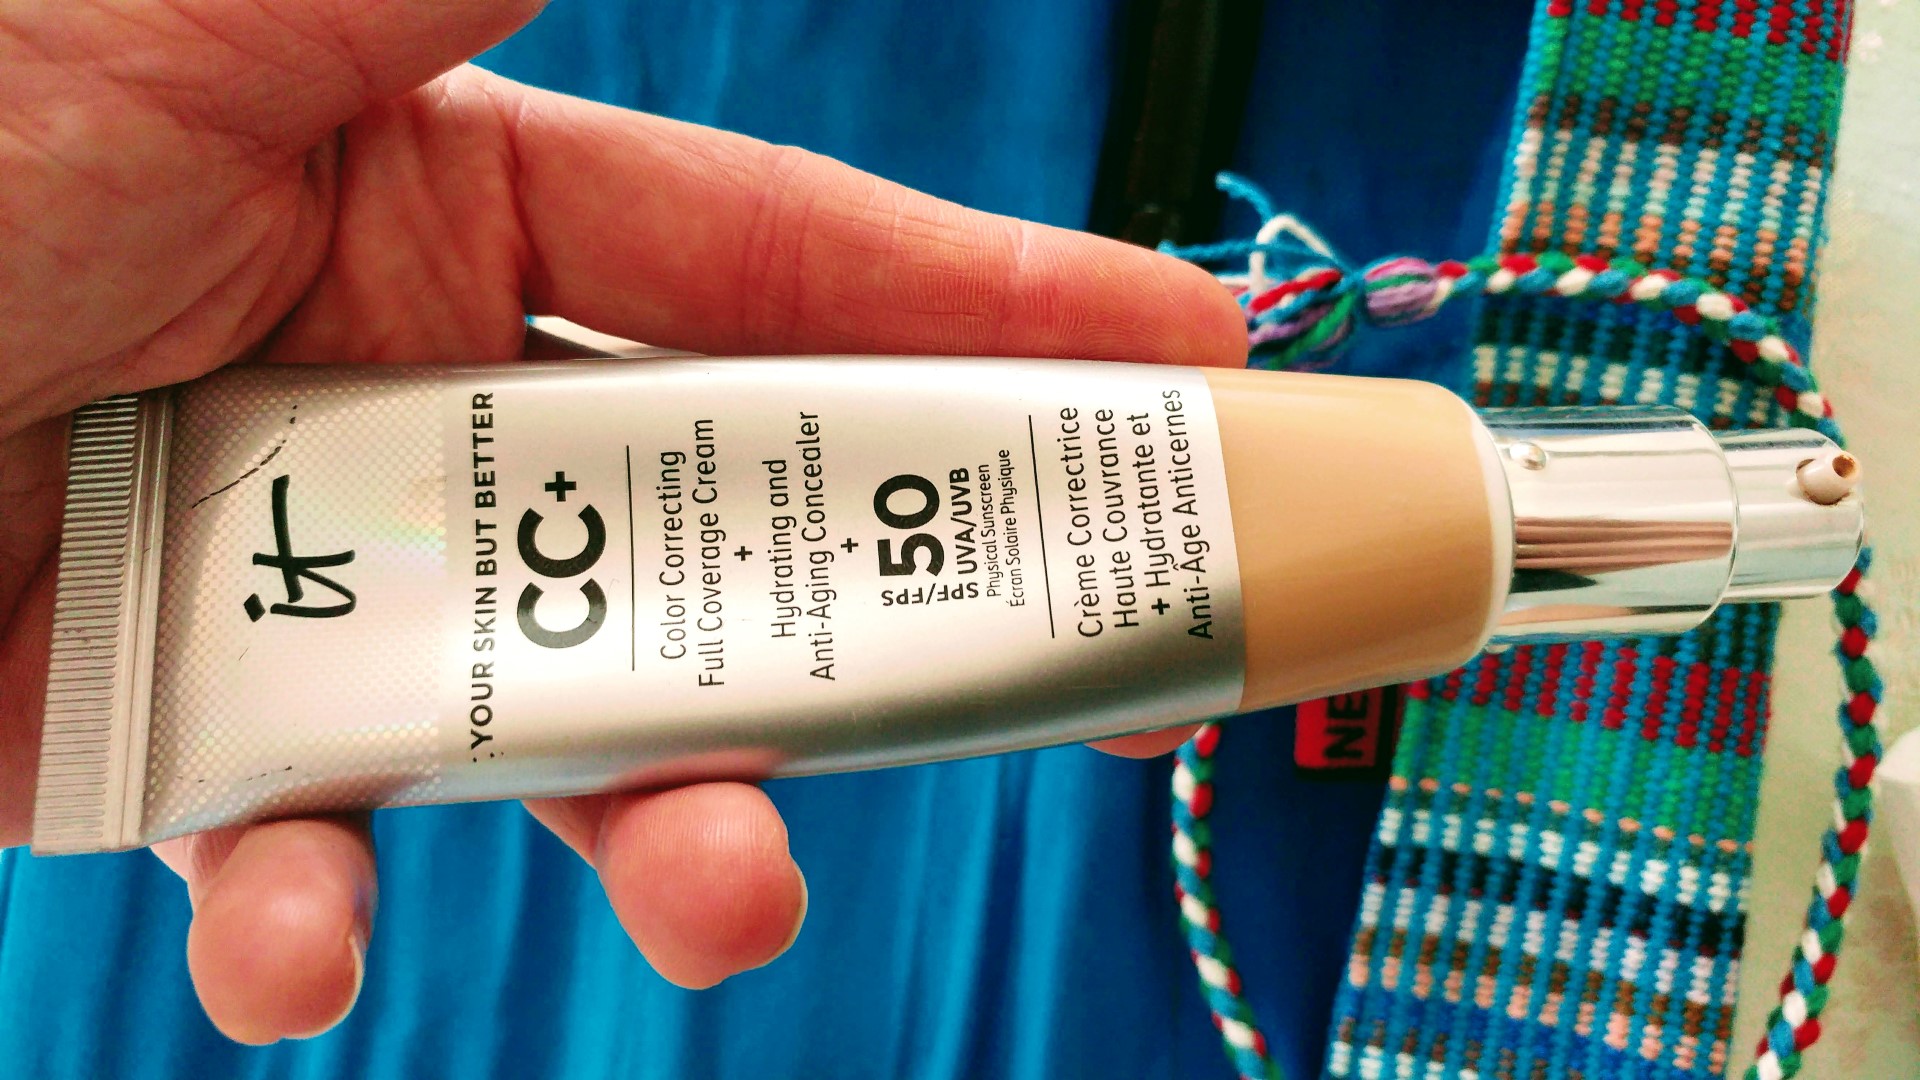 it
YOUR SKIN BUT BETTER
CC+
Color Correcting
Full Coverage Cream
+
Hydrating and
Anti-Aging Concealer
+
SPF/FPS 50 UVA/UVB
Physical Sunscreen
Écran Solaire Physique
Crème Correctrice
Haute Couvrance
+ Hydratante et
Anti-Âge Anticernes